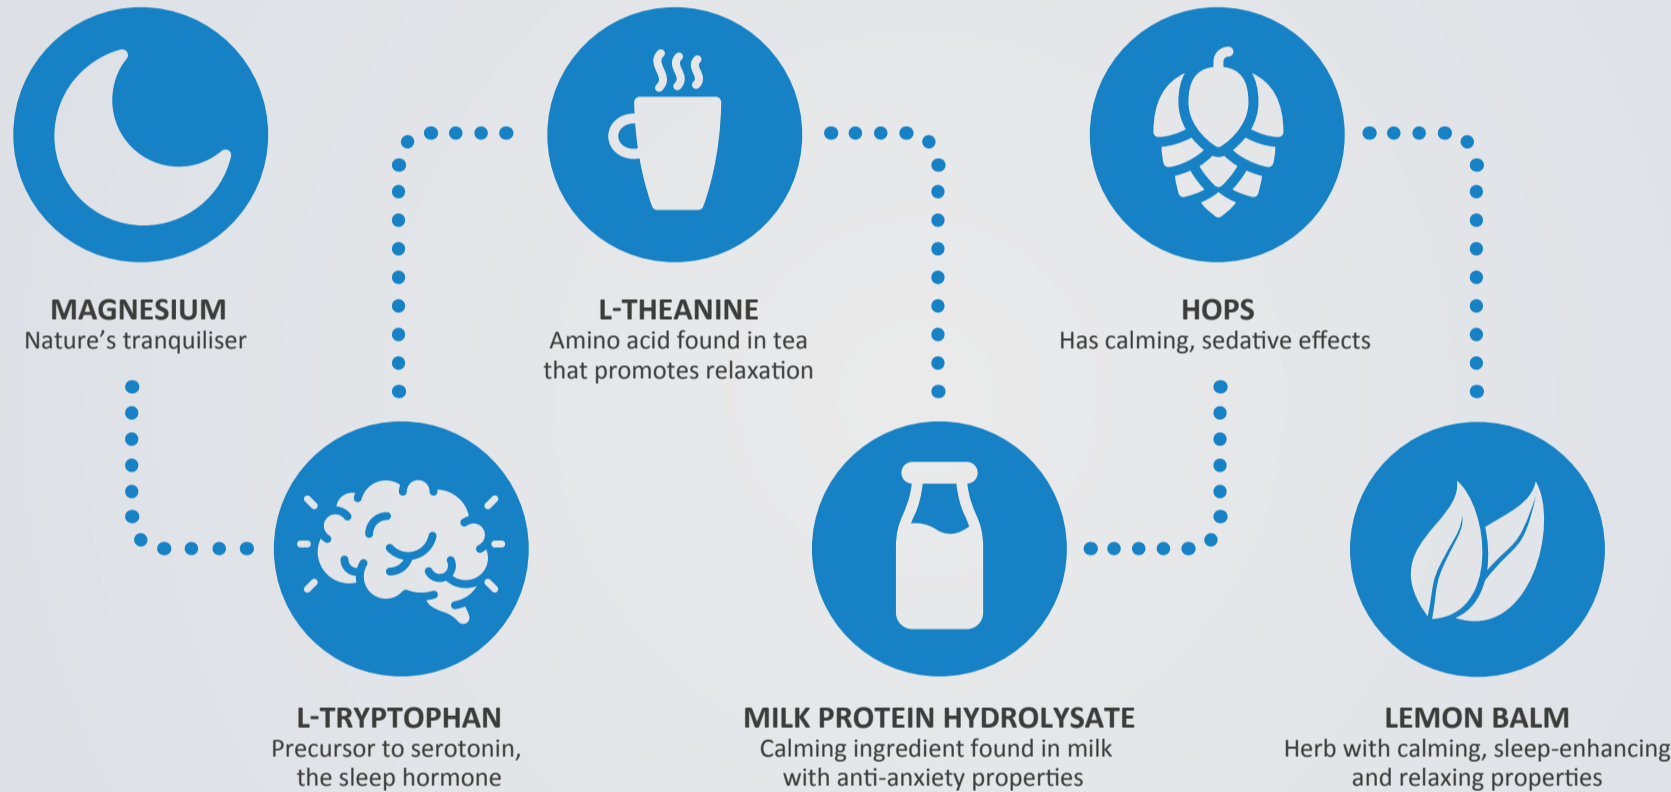 MAGNESIUM
Nature’s tranquiliser
L-THEANINE
Amino acid found in tea
that promotes relaxation
HOPS
Has calming, sedative effects
L-TRYPTOPHAN
Precursor to serotonin,
the sleep hormone
MILK PROTEIN HYDROLYSATE
Calming ingredient found in milk
with anti-anxiety properties
LEMON BALM
Herb with calming, sleep-enhancing
and relaxing properties